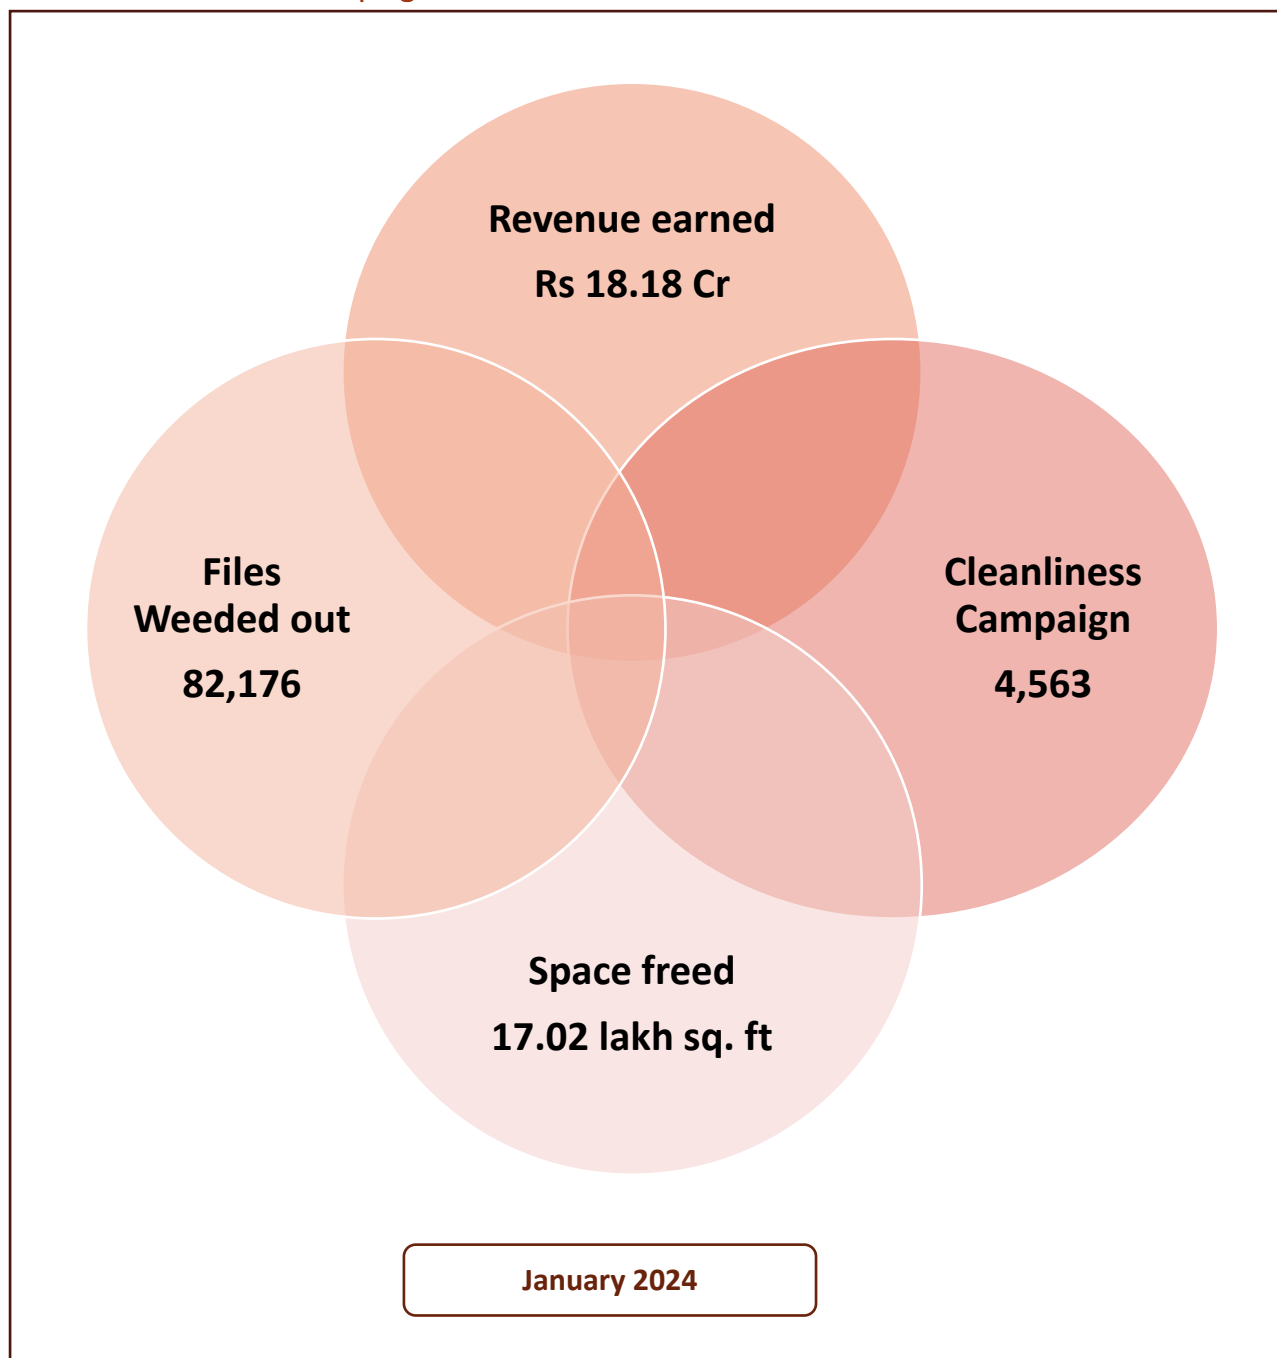 Revenue earned
Rs 18.18 Cr
Files
Weeded out
82,176
Cleanliness
Campaign
4,563
Space freed
17.02 lakh sq. ft
January 2024